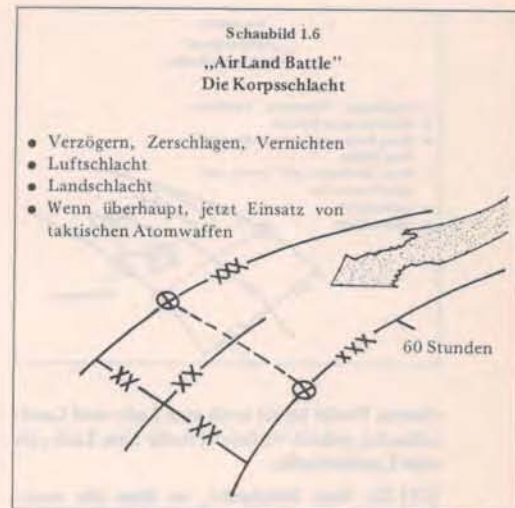 Schaubild 1.6
„AirLand Battle”
Die Korpsschlacht
• Verzögern, Zerschlagen, Vernichten
• Luftschlacht
• Landschlacht
• Wenn überhaupt, jetzt Einsatz von
taktischen Atomwaffen
XXX
XXX
60 Stunden
XX
XX
XX